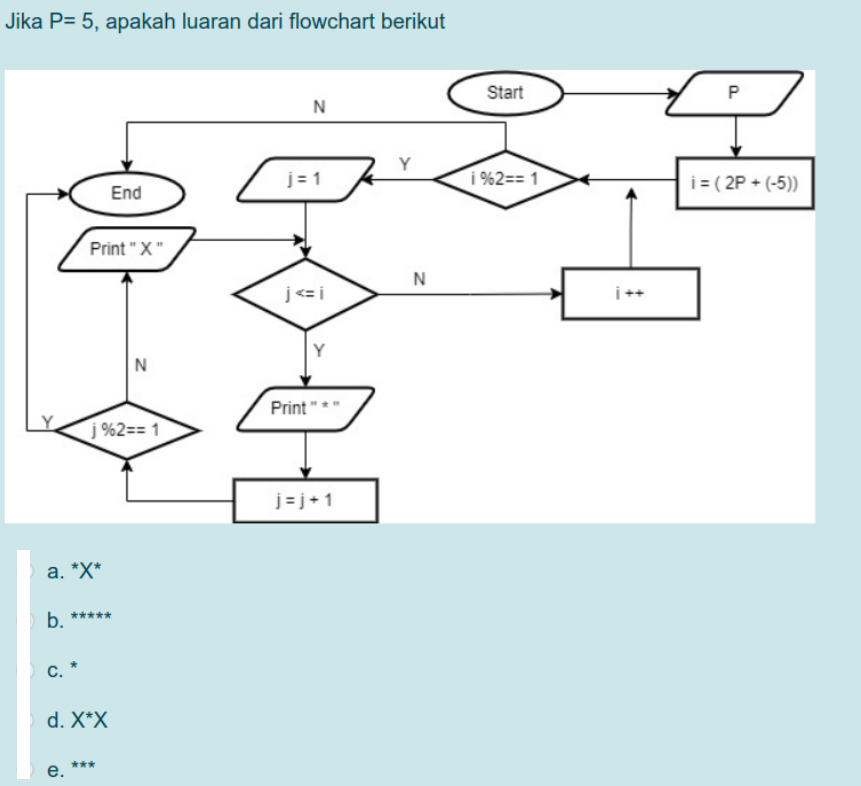 Jika P= 5, apakah luaran dari flowchart berikut
Start
P
N
End
j = 1
Y
i %2== 1
i = ( 2P + (-5))
Print " X "
j <= i
N
i ++
Y
N
Print " * "
Y
j %2== 1
j = j + 1
a. *X*
b. *****
c. *
d. X*X
e. ***